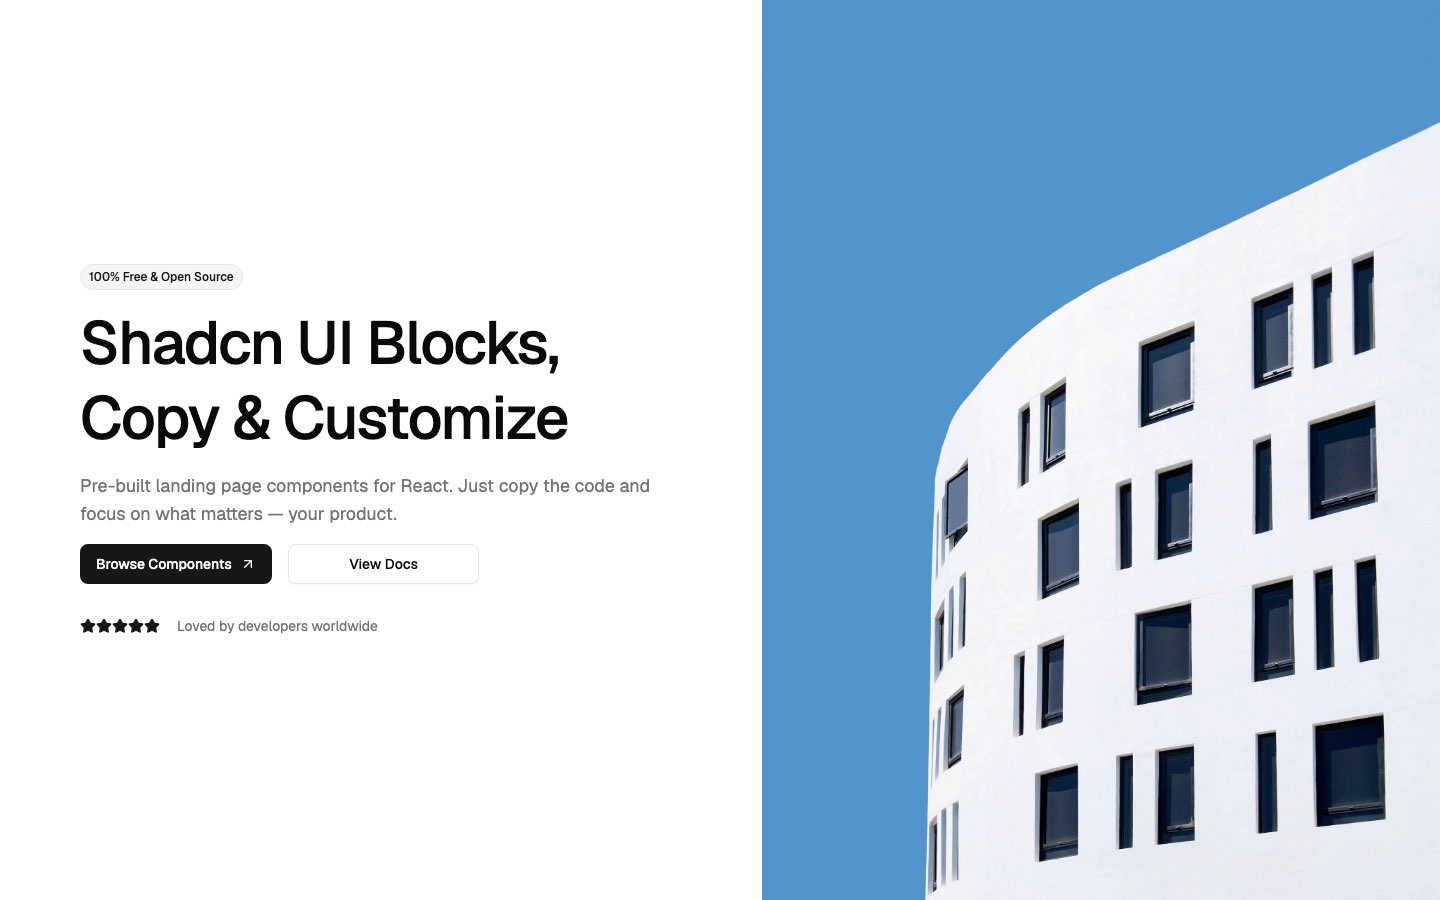 100% Free & Open Source
Shadcn UI Blocks,
Copy & Customize
Pre-built landing page components for React. Just copy the code and
focus on what matters — your product.
Browse Components
View Docs
Loved by developers worldwide